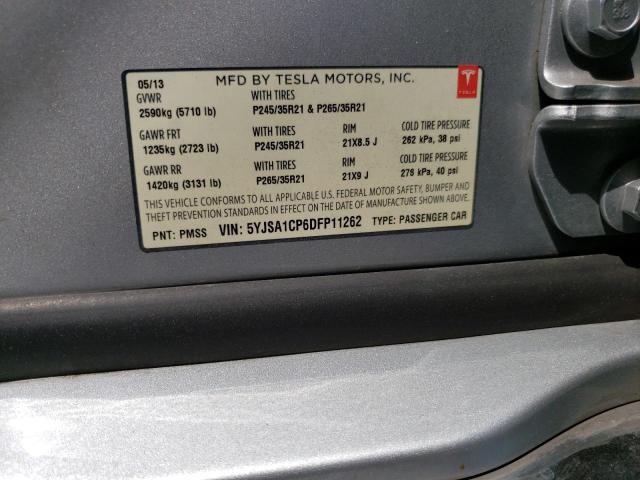 05/13 MFD BY TESLA MOTORS, INC.
TESLA
GVWR WITH TIRES
2590kg (5710 lb) P245/35R21 & P265/35R21
GAWR FRT WITH TIRES RIM COLD TIRE PRESSURE
1235kg (2723 lb) P245/35R21 21X8.5 J 262 kPa, 38 psi
GAWR RR WITH TIRES RIM COLD TIRE PRESSURE
1420kg (3131 lb) P265/35R21 21X9 J 276 kPa, 40 psi
THIS VEHICLE CONFORMS TO ALL APPLICABLE U.S. FEDERAL MOTOR SAFETY, BUMPER AND
THEFT PREVENTION STANDARDS IN EFFECT ON THE DATE OF MANUFACTURE SHOWN ABOVE.
PNT: PMSS VIN: 5YJSA1CP6DFP11262 TYPE: PASSENGER CAR